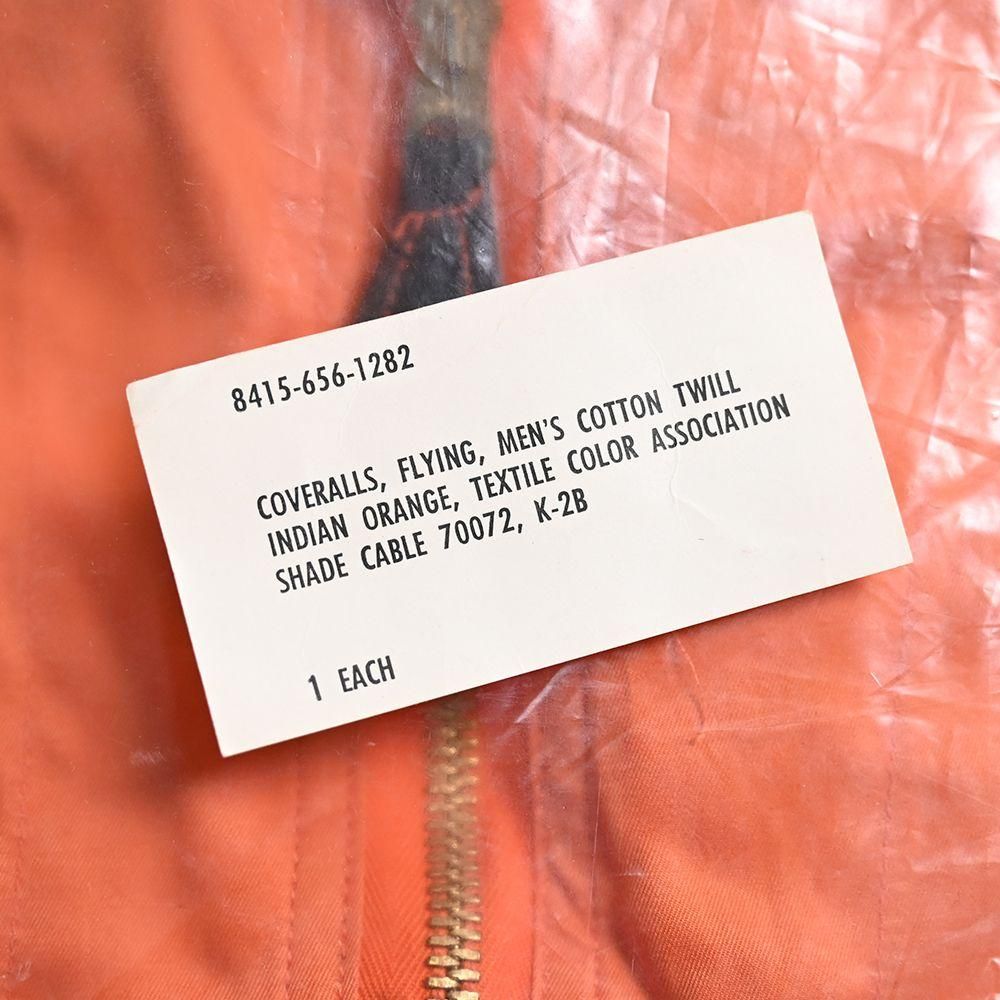 8415-656-1282
COVERALLS, FLYING, MEN'S COTTON TWILL
INDIAN ORANGE, TEXTILE COLOR ASSOCIATION
SHADE CABLE 70072, K-2B
1 EACH